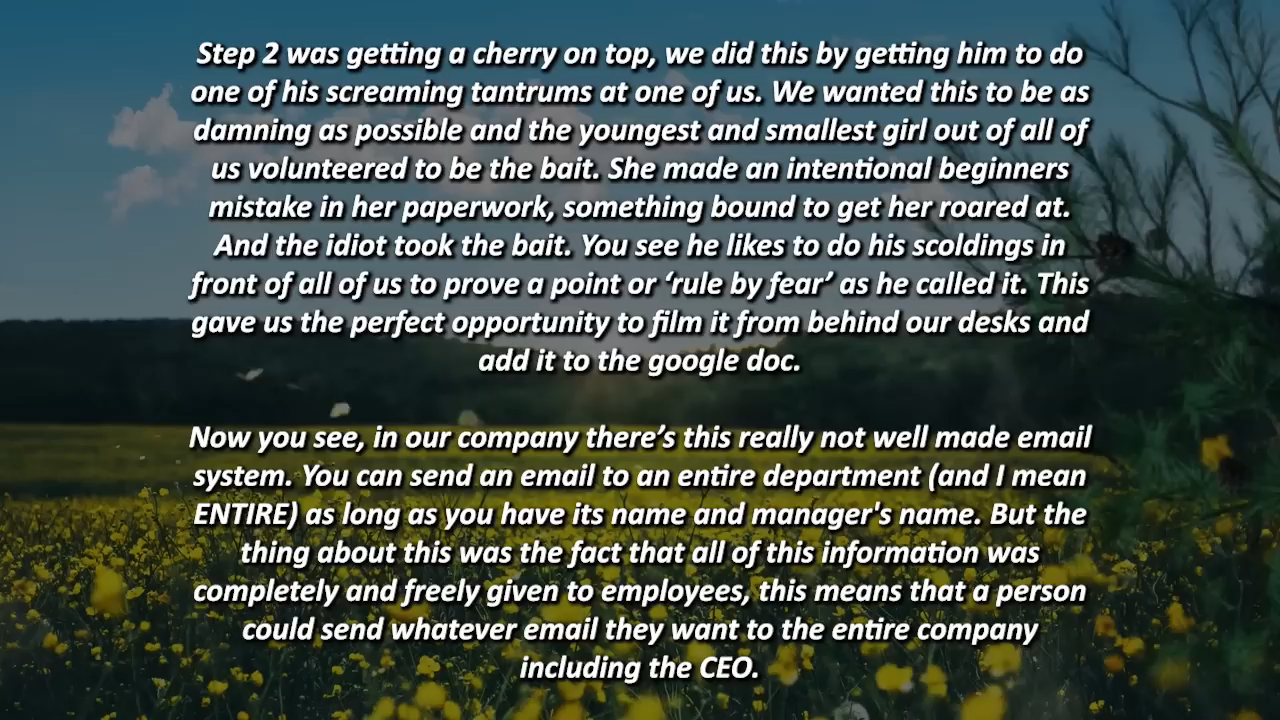 Step 2 was getting a cherry on top, we did this by getting him to do
one of his screaming tantrums at one of us. We wanted this to be as
damning as possible and the youngest and smallest girl out of all of
us volunteered to be the bait. She made an intentional beginners
mistake in her paperwork, something bound to get her roared at.
And the idiot took the bait. You see he likes to do his scoldings in
front of all of us to prove a point or ‘rule by fear’ as he called it. This
gave us the perfect opportunity to film it from behind our desks and
add it to the google doc.
Now you see, in our company there’s this really not well made email
system. You can send an email to an entire department (and I mean
ENTIRE) as long as you have its name and manager's name. But the
thing about this was the fact that all of this information was
completely and freely given to employees, this means that a person
could send whatever email they want to the entire company
including the CEO.